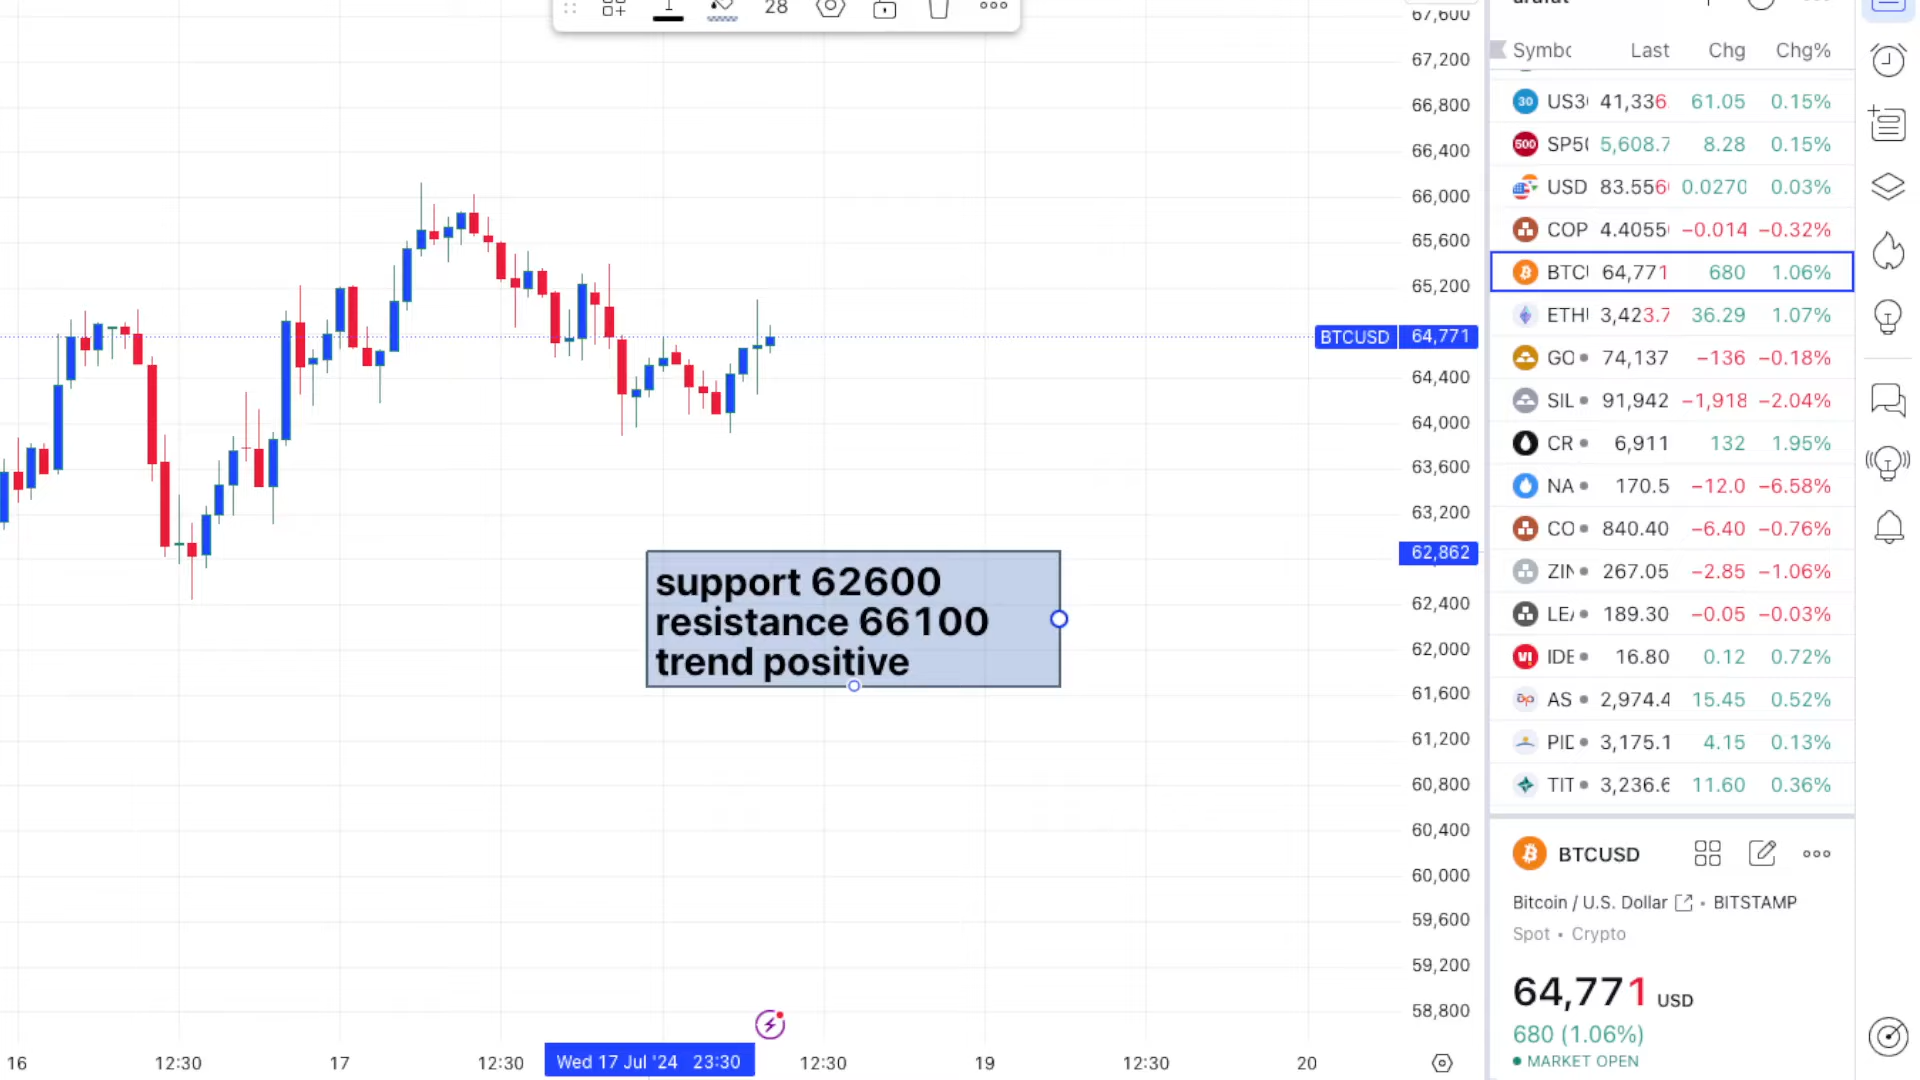 28
67,600
67,200
66,800
66,400
66,000
65,600
65,200
BTCUSD 64,771
64,400
64,000
63,600
63,200
62,862
62,400
62,000
61,600
61,200
60,800
60,400
60,000
59,600
59,200
58,800
support 62600
resistance 66100
trend positive
16 12:30 17 12:30 Wed 17 Jul '24 23:30 12:30 19 12:30 20
Last Chg Chg%
30 41,336 61.05 0.15%
500 5,608.7 8.28 0.15%
USD 83.556 0.0270 0.03%
COP 4.4055 −0.014 −0.32%
BTCU 64,771 680 1.06%
ETH 3,423.7 36.29 1.07%
GO 74,137 −136 −0.18%
SIL 91,942 −1,918 −2.04%
CR 6,911 132 1.95%
NA 170.5 −12.0 −6.58%
CO 840.40 −6.40 −0.76%
ZIN 267.05 −2.85 −1.06%
LEA 189.30 −0.05 −0.03%
IDE 16.80 0.12 0.72%
AS 2,974.4 15.45 0.52%
PID 3,175.1 4.15 0.13%
TIT 3,236.6 11.60 0.36%
BTCUSD
Bitcoin / U.S. Dollar • BITSTAMP
Spot • Crypto
64,771 USD
680 (1.06%)
MARKET OPEN